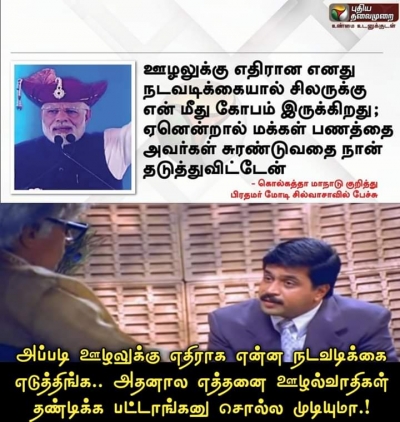 புதிய
தலைமுறை
உண்மை உடனுக்குடன்
ஊழலுக்கு எதிரான எனது
நடவடிக்கையால் சிலருக்கு
என் மீது கோபம் இருக்கிறது;
ஏனென்றால் மக்கள் பணத்தை
அவர்கள் சுரண்டுவதை நான்
தடுத்துவிட்டேன்
- கொல்கத்தா மாநாடு குறித்து
பிரதமர் மோடி சில்வாசாவில் பேச்சு
அப்படி ஊழலுக்கு எதிராக என்ன நடவடிக்கை
எடுத்திங்க.. அதனால எத்தனை ஊழல்வாதிகள்
தண்டிக்க பட்டாங்கனு சொல்ல முடியுமா.!